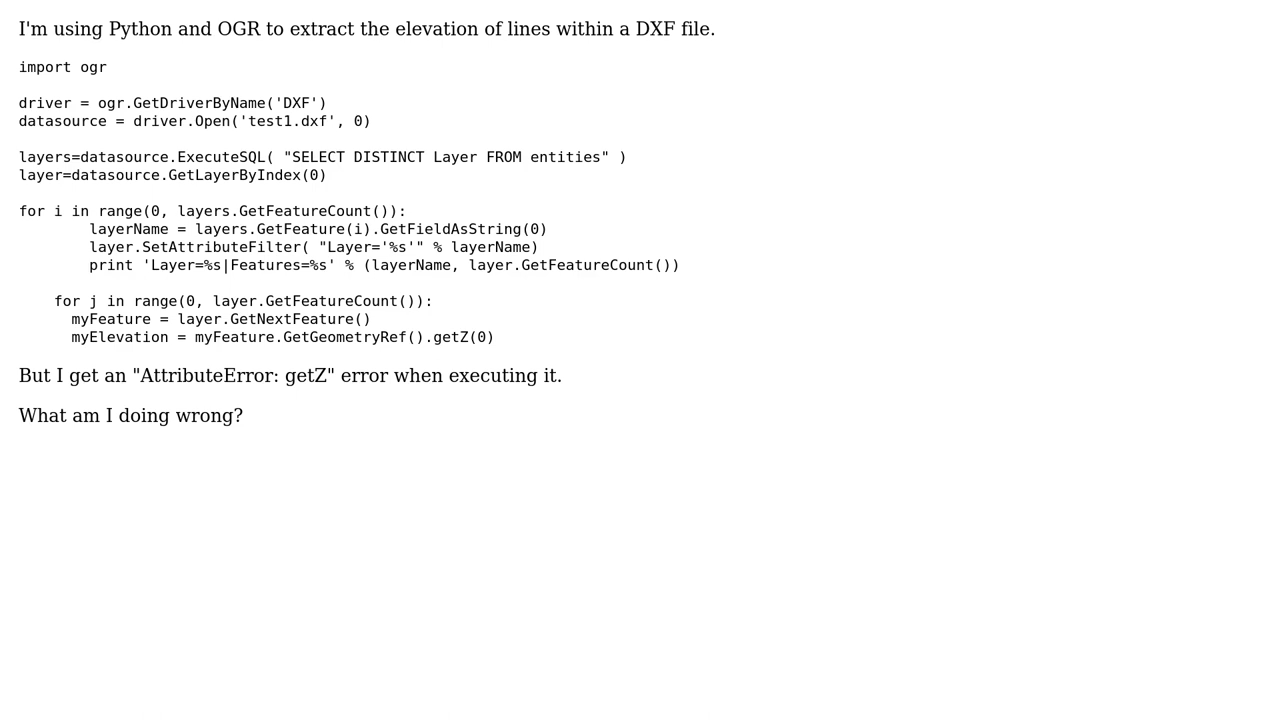 I'm using Python and OGR to extract the elevation of lines within a DXF file.
import ogr
driver = ogr.GetDriverByName('DXF')
datasource = driver.Open('test1.dxf', 0)
layers=datasource.ExecuteSQL( "SELECT DISTINCT Layer FROM entities" )
layer=datasource.GetLayerByIndex(0)
for i in range(0, layers.GetFeatureCount()):
        layerName = layers.GetFeature(i).GetFieldAsString(0)
        layer.SetAttributeFilter( "Layer='%s'" % layerName)
        print 'Layer=%s|Features=%s' % (layerName, layer.GetFeatureCount())
    for j in range(0, layer.GetFeatureCount()):
      myFeature = layer.GetNextFeature()
      myElevation = myFeature.GetGeometryRef().getZ(0)
But I get an "AttributeError: getZ" error when executing it.
What am I doing wrong?